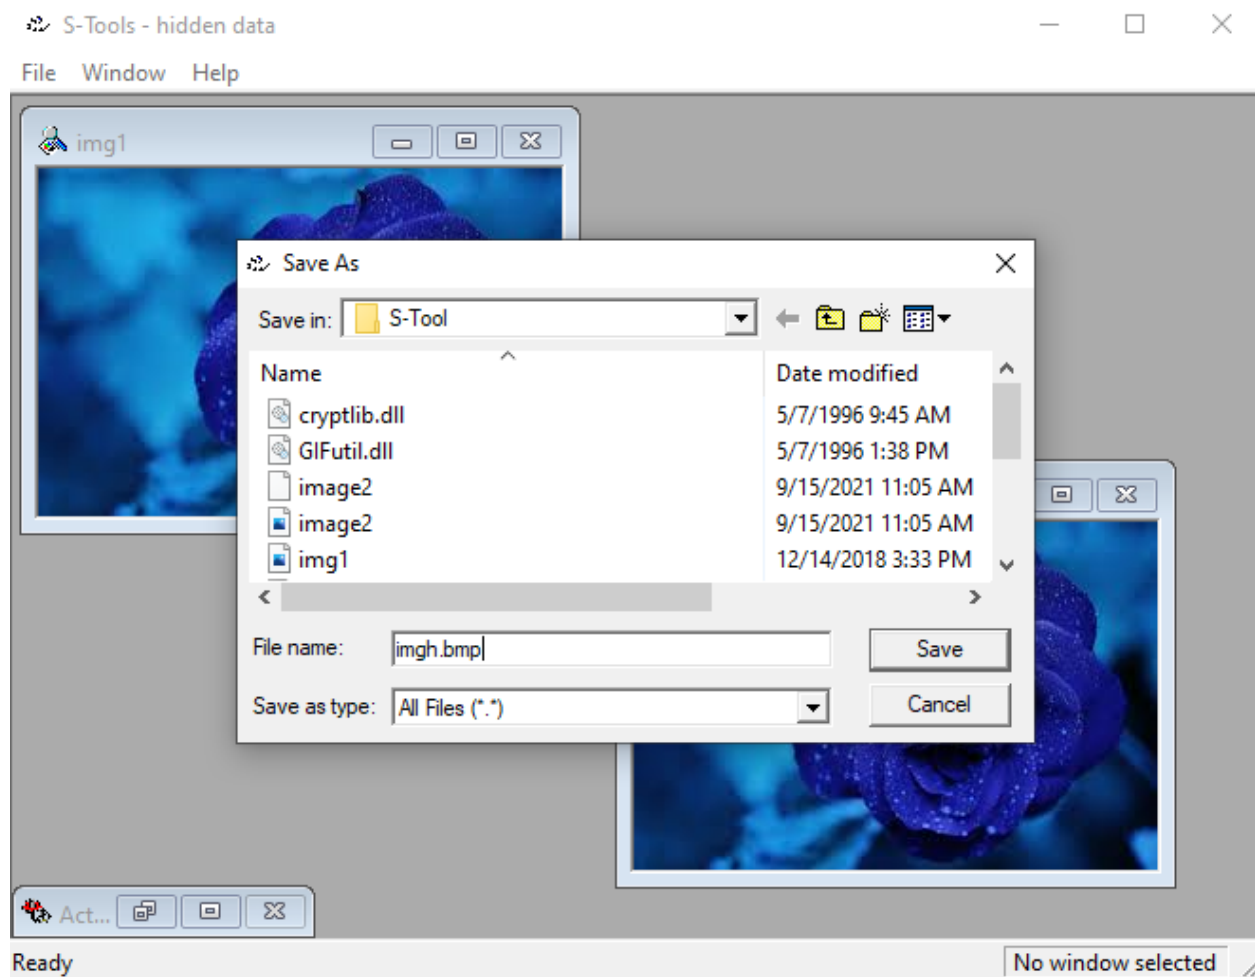 S-Tools - hidden data
File Window Help
img1
Save As
Save in: S-Tool
Name Date modified
cryptlib.dll 5/7/1996 9:45 AM
GIFutil.dll 5/7/1996 1:38 PM
image2 9/15/2021 11:05 AM
image2 9/15/2021 11:05 AM
img1 12/14/2018 3:33 PM
File name: imgh.bmp Save
Save as type: All Files (*.*) Cancel
Act...
Ready No window selected